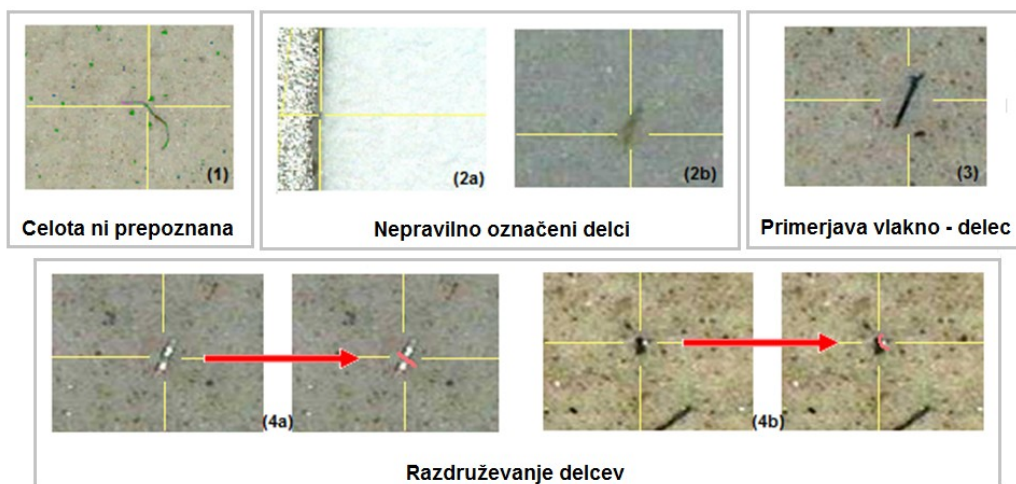 (1)
Celota ni prepoznana
(2a)
(2b)
Nepravilno označeni delci
(3)
Primerjava vlakno - delec
(4a)
(4b)
Razdruževanje delcev